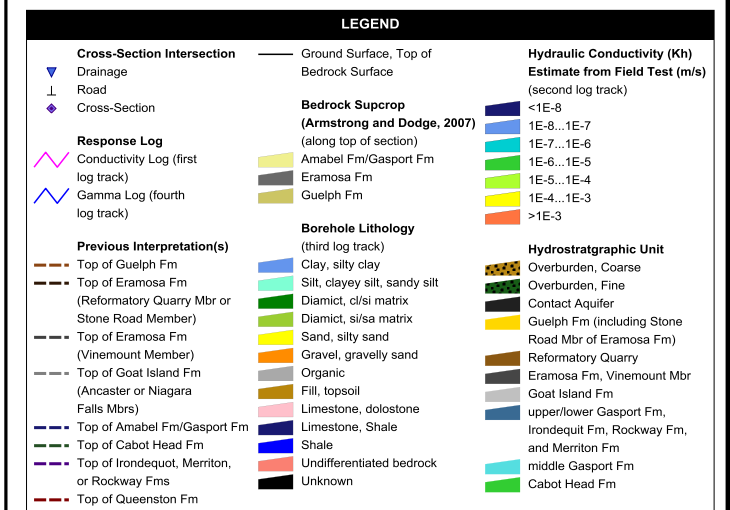 LEGEND
Cross-Section Intersection
Drainage
Road
Cross-Section
Response Log
Conductivity Log (first
log track)
Gamma Log (fourth
log track)
Previous Interpretation(s)
Top of Guelph Fm
Top of Eramosa Fm
(Reformatory Quarry Mbr or
Stone Road Member)
Top of Eramosa Fm
(Vinemount Member)
Top of Goat Island Fm
(Ancaster or Niagara
Falls Mbrs)
Top of Amabel Fm/Gasport Fm
Top of Cabot Head Fm
Top of Irondequot, Merriton,
or Rockway Fms
Top of Queenston Fm
Ground Surface, Top of
Bedrock Surface
Bedrock Supcrop
(Armstrong and Dodge, 2007)
(along top of section)
Amabel Fm/Gasport Fm
Eramosa Fm
Guelph Fm
Borehole Lithology
(third log track)
Clay, silty clay
Silt, clayey silt, sandy silt
Diamict, cl/si matrix
Diamict, si/sa matrix
Sand, silty sand
Gravel, gravelly sand
Organic
Fill, topsoil
Limestone, dolostone
Limestone, Shale
Shale
Undifferentiated bedrock
Unknown
Hydraulic Conductivity (Kh)
Estimate from Field Test (m/s)
(second log track)
<1E-8
1E-8...1E-7
1E-7...1E-6
1E-6...1E-5
1E-5...1E-4
1E-4...1E-3
>1E-3
Hydrostratgraphic Unit
Overburden, Coarse
Overburden, Fine
Contact Aquifer
Guelph Fm (including Stone
Road Mbr of Eramosa Fm)
Reformatory Quarry
Eramosa Fm, Vinemount Mbr
Goat Island Fm
upper/lower Gasport Fm,
Irondequit Fm, Rockway Fm,
and Merriton Fm
middle Gasport Fm
Cabot Head Fm